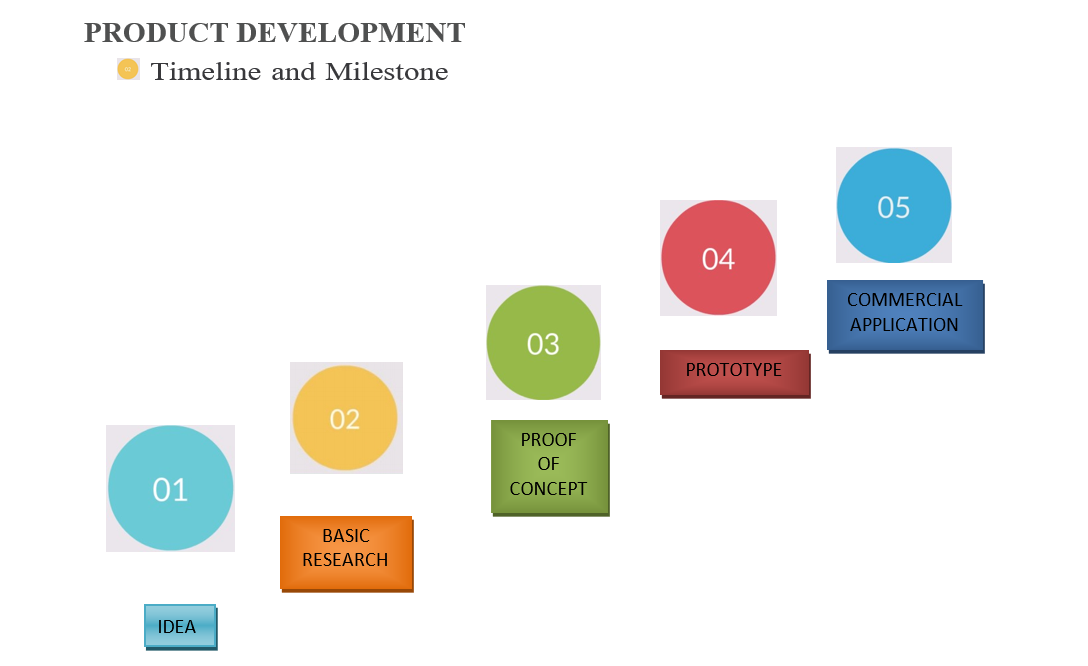 PRODUCT DEVELOPMENT
Timeline and Milestone
01
IDEA
02
BASIC
RESEARCH
03
PROOF
OF
CONCEPT
04
PROTOTYPE
05
COMMERCIAL
APPLICATION